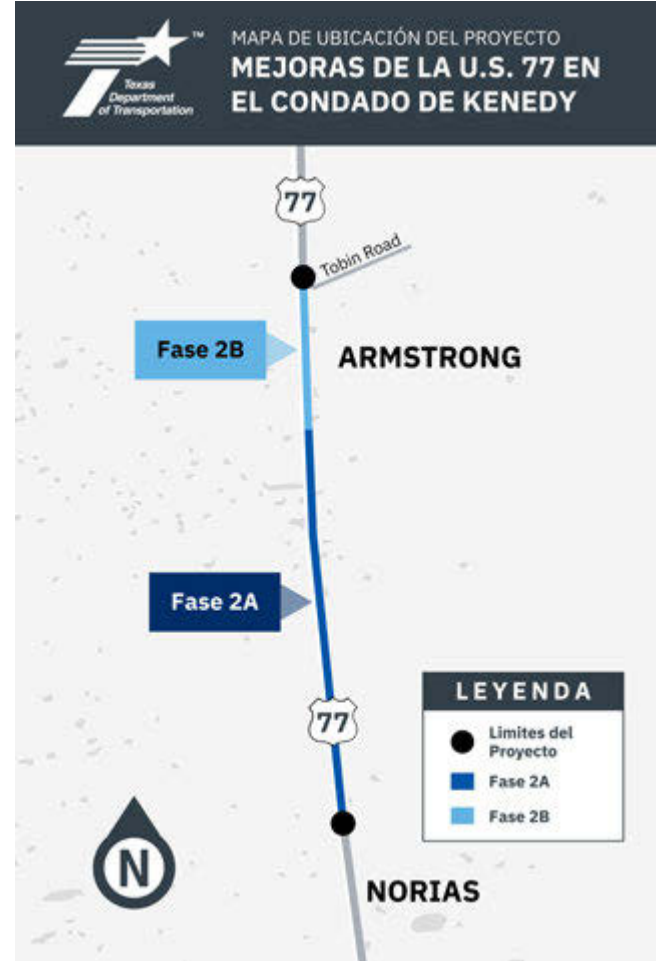 Texas
Department
of Transportation
TM
MAPA DE UBICACIÓN DEL PROYECTO
MEJORAS DE LA U.S. 77 EN
EL CONDADO DE KENEDY
77
Tobin Road
Fase 2B
ARMSTRONG
Fase 2A
77
LEYENDA
Limites del
Proyecto
Fase 2A
Fase 2B
N
NORIAS